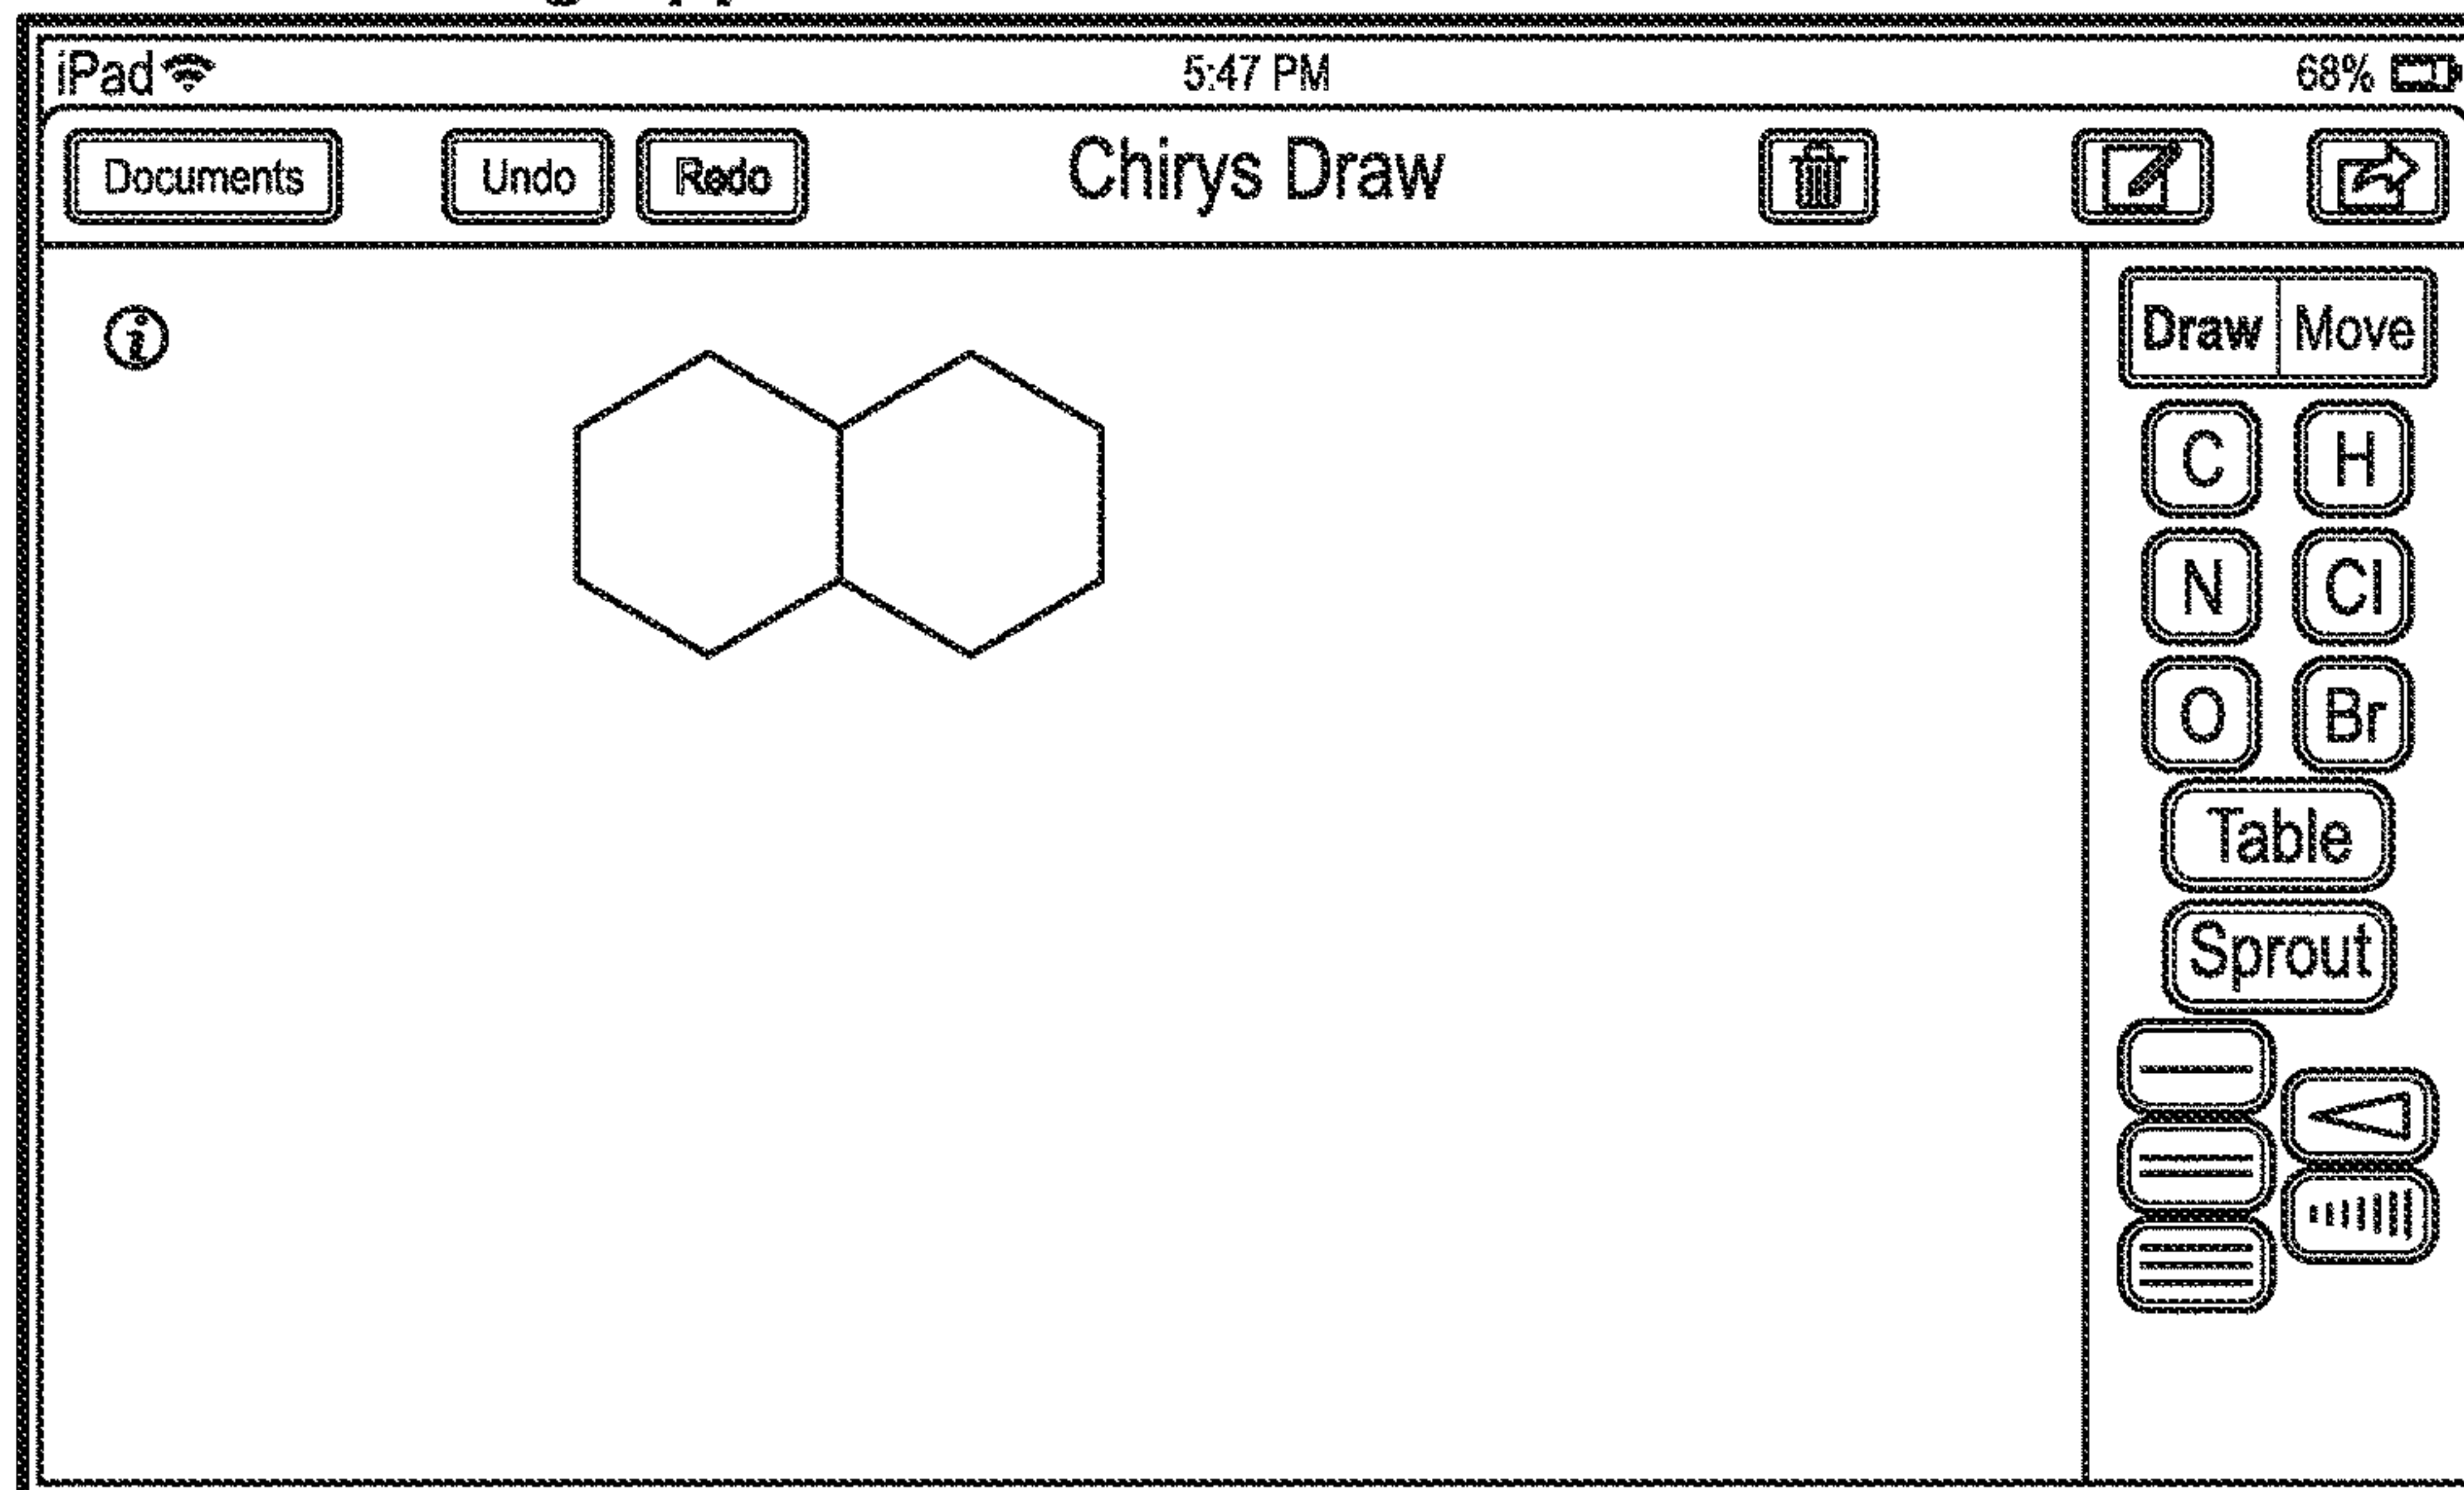 iPad 5:47 PM 68%
Documents Undo Redo Chirys Draw
i
Draw Move
C H
N Cl
O Br
Table
Sprout